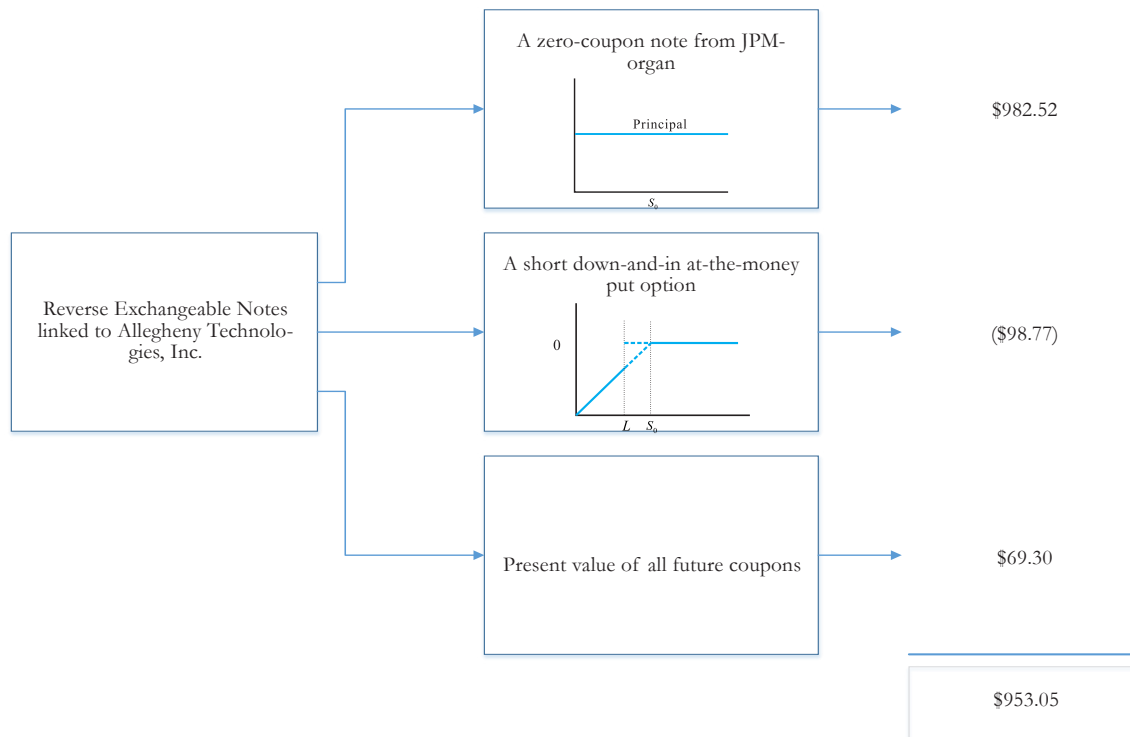 A zero-coupon note from JPM-
organ
Principal
S₀
$982.52
Reverse Exchangeable Notes
linked to Allegheny Technolo-
gies, Inc.
A short down-and-in at-the-money
put option
0
L S₀
($98.77)
Present value of all future coupons
$69.30
$953.05